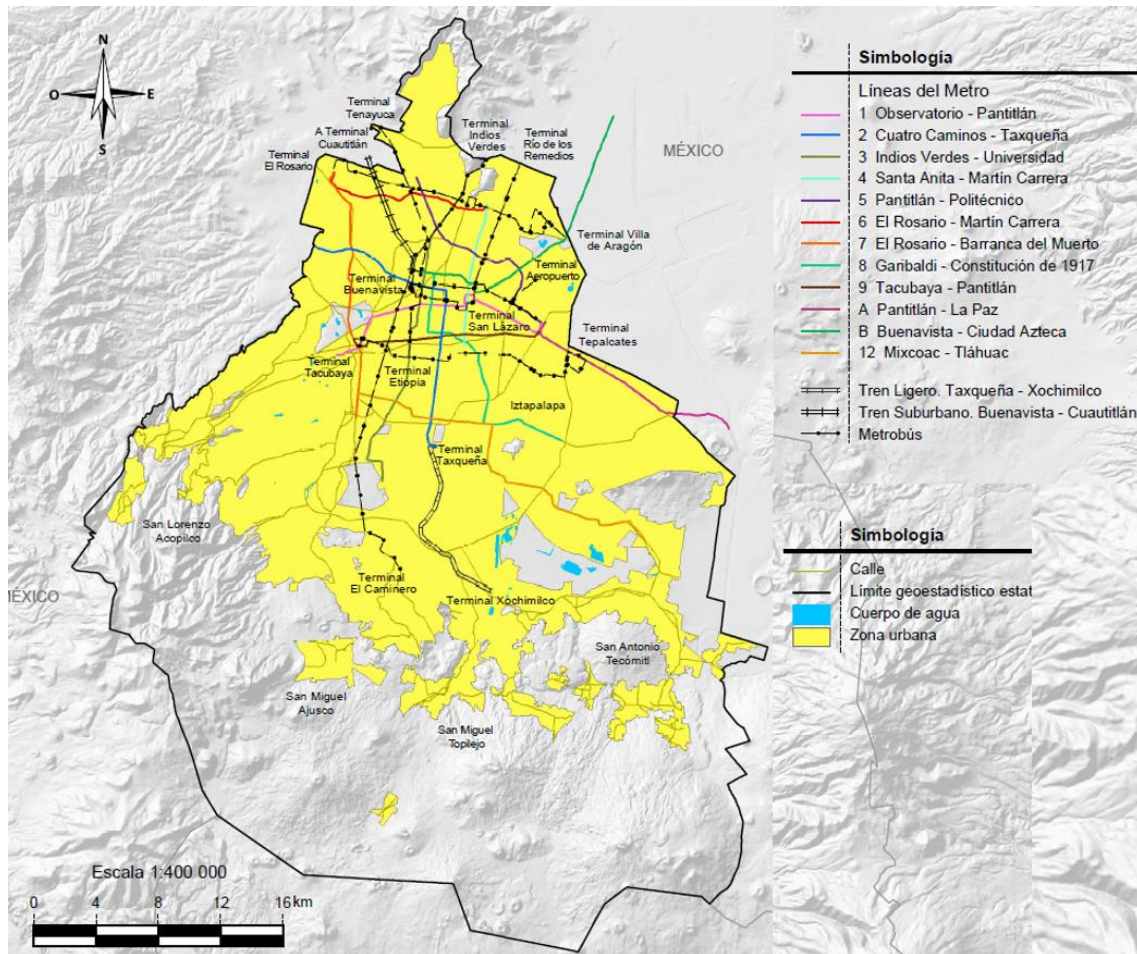 N
O
E
S
Terminal
Tenayuca
A Terminal
Cuautitlán
Terminal
El Rosario
Terminal
Indios
Verdes
Terminal
Río de los
Remedios
MÉXICO
Terminal Villa
de Aragón
Terminal
Aeropuerto
Terminal
Buenavista
Terminal
San Lázaro
Terminal
Tepalcates
Terminal
Tacubaya
Terminal
Etiopia
Iztapalapa
Terminal
Taxqueña
San Lorenzo
Acopilco
Terminal
El Caminero
Terminal Xochimilco
MÉXICO
San Antonio
Tecómitl
San Miguel
Ajusco
San Miguel
Topilejo
Escala 1:400 000
0 4 8 12 16 km
Simbología
Líneas del Metro
1 Observatorio - Pantitlán
2 Cuatro Caminos - Taxqueña
3 Indios Verdes - Universidad
4 Santa Anita - Martín Carrera
5 Pantitlán - Politécnico
6 El Rosario - Martín Carrera
7 El Rosario - Barranca del Muerto
8 Garibaldi - Constitución de 1917
9 Tacubaya - Pantitlán
A Pantitlán - La Paz
B Buenavista - Ciudad Azteca
12 Mixcoac - Tláhuac
Tren Ligero. Taxqueña - Xochimilco
Tren Suburbano. Buenavista - Cuautitlán
Metrobús
Simbología
Calle
Límite geoestadístico estat
Cuerpo de agua
Zona urbana